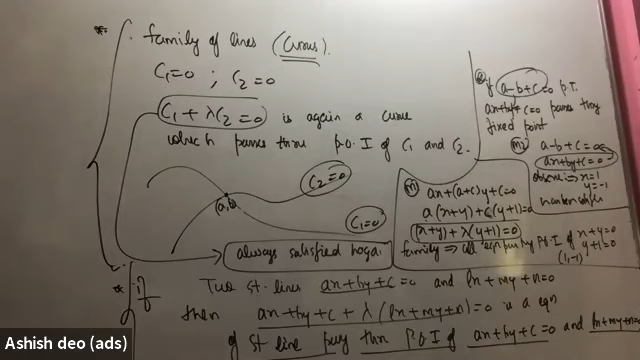 * . family of lines (Curves).
C₁=0 ; C₂=0
C₁ + λC₂ = 0 is again a curve
which passes thru P.O.I of C₁ and C₂.
C₂=0
(a,b)
C₁=0
always satisfied hoga.
Q if a-b+c=0 P.T.
ax+by+c=0 passes thru
fixed point
M2 a-b+c=0
ax+by+c=0
observe ⇒ x=1
y=-1
M1 ax+(a+c)y+c=0
a(x+y)+c(y+1)=0
(x+y)+λ(y+1)=0
family ⇒ P.O.I of x+y=0
y+1=0
(1,-1)
* If Two st. lines ax+by+c=0 and lx+my+n=0
then ax+by+c+λ(lx+my+n)=0 is a eqn
of st line thru P.O.I of ax+by+c=0 and lx+my+n=0
Ashish deo (ads)